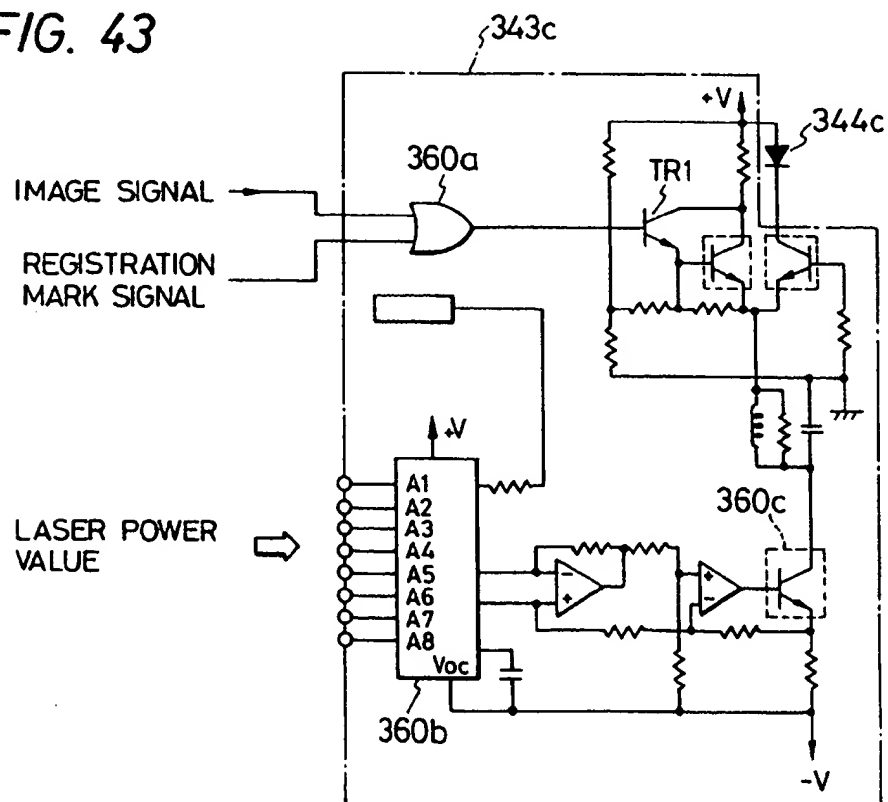 FIG. 43
343c
+V
344c
360a
TR1
IMAGE SIGNAL
REGISTRATION
MARK SIGNAL
+V
A1
A2
A3
A4
A5
A6
A7
A8
Voc
LASER POWER
VALUE
360c
360b
-V